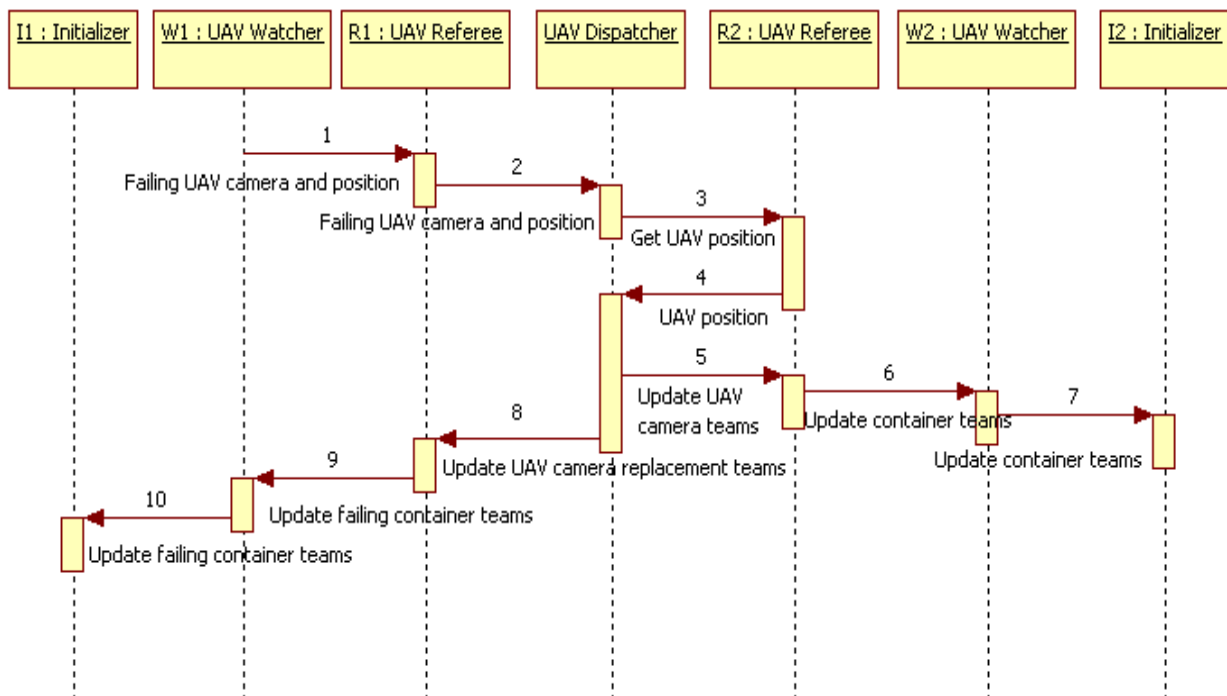 I1 : Initializer
W1 : UAV Watcher
R1 : UAV Referee
UAV Dispatcher
R2 : UAV Referee
W2 : UAV Watcher
I2 : Initializer
1
Failing UAV camera and position
2
Failing UAV camera and position
3
Get UAV position
4
UAV position
5
Update UAV
camera teams
6
Update container teams
7
Update container teams
8
Update UAV camera replacement teams
9
Update failing container teams
10
Update failing container teams